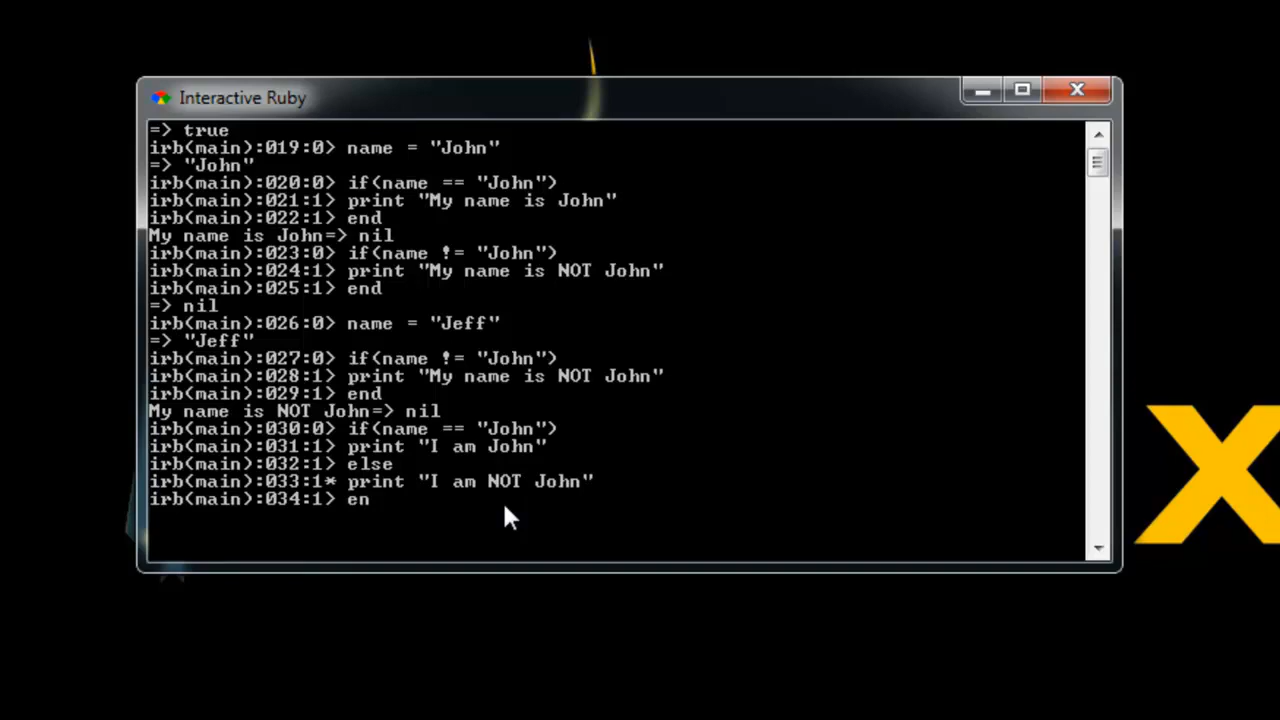 Interactive Ruby
=> true
irb(main):019:0> name = "John"
=> "John"
irb(main):020:0> if(name == "John")
irb(main):021:1> print "My name is John"
irb(main):022:1> end
My name is John=> nil
irb(main):023:0> if(name != "John")
irb(main):024:1> print "My name is NOT John"
irb(main):025:1> end
=> nil
irb(main):026:0> name = "Jeff"
=> "Jeff"
irb(main):027:0> if(name != "John")
irb(main):028:1> print "My name is NOT John"
irb(main):029:1> end
My name is NOT John=> nil
irb(main):030:0> if(name == "John")
irb(main):031:1> print "I am John"
irb(main):032:1> else
irb(main):033:1* print "I am NOT John"
irb(main):034:1> en
X